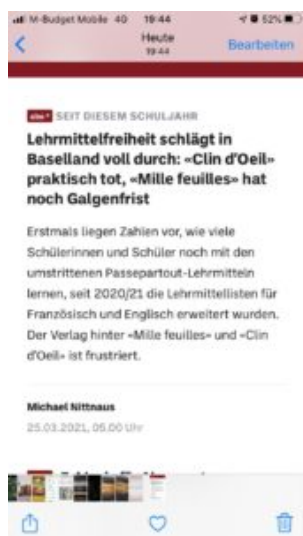 M-Budget Mobile 4G 19:44 52%
Heute
19:44
Bearbeiten
SEIT DIESEM SCHULJAHR
Lehrmittelfreiheit schlägt in
Baselland voll durch: «Clin d'Oeil»
praktisch tot, «Mille feuilles» hat
noch Galgenfrist
Erstmals liegen Zahlen vor, wie viele
Schülerinnen und Schüler noch mit den
umstrittenen Passepartout-Lehrmitteln
lernen, seit 2020/21 die Lehrmittellisten für
Französisch und Englisch erweitert wurden.
Der Verlag hinter «Mille feuilles» und «Clin
d'Oeil» ist frustriert.
Michael Nittnaus
25.03.2021, 05.00 Uhr